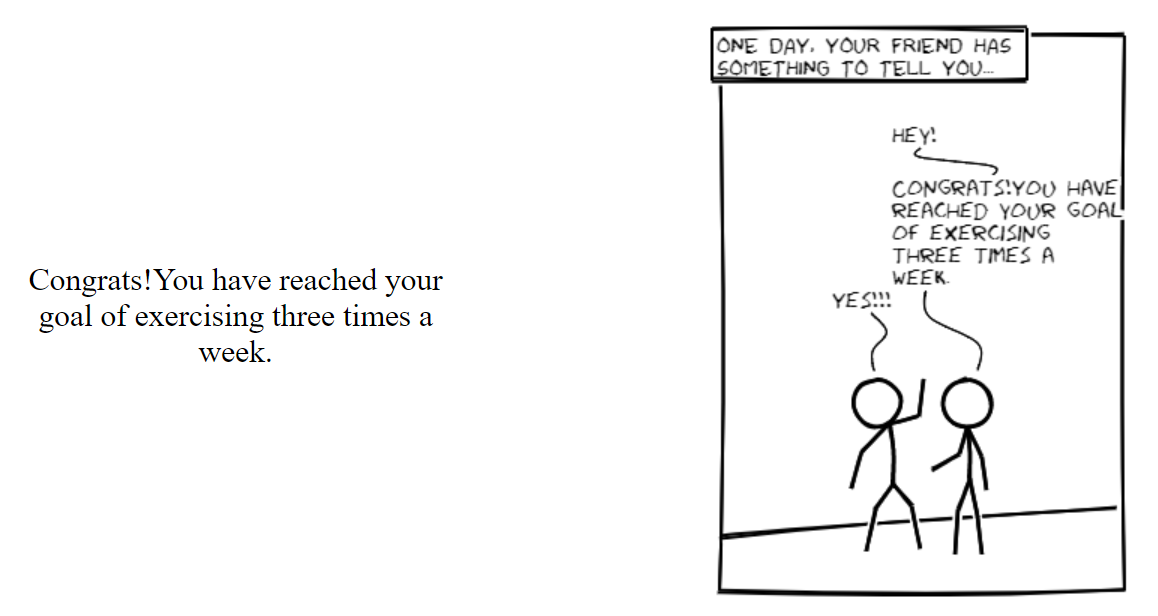 Congrats!You have reached your
goal of exercising three times a
week.
ONE DAY, YOUR FRIEND HAS
SOMETHING TO TELL YOU...
HEY!
CONGRATS!YOU HAVE
REACHED YOUR GOAL
OF EXERCISING
THREE TIMES A
WEEK.
YES!!!